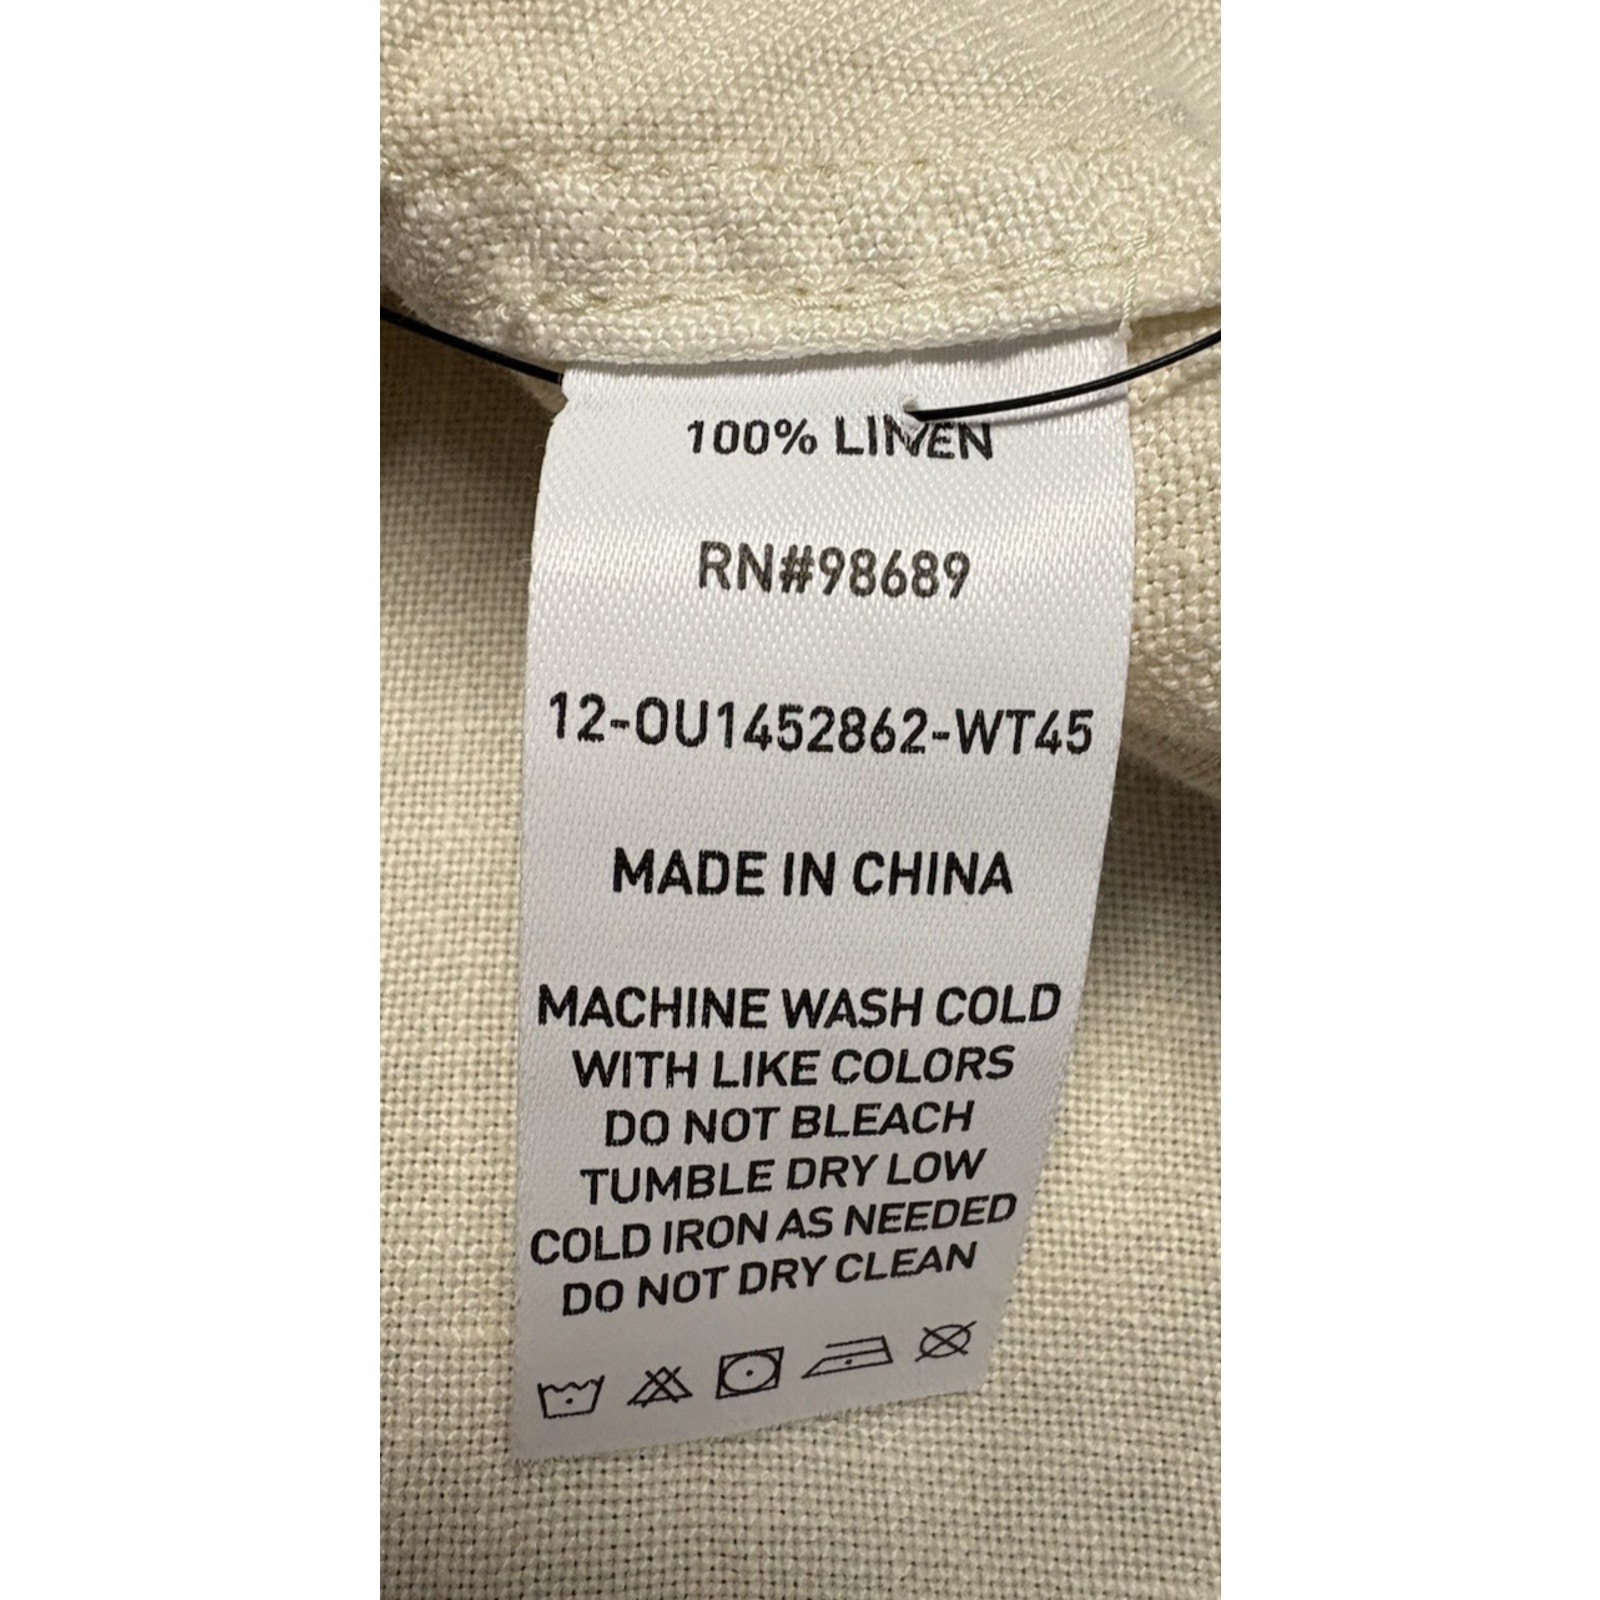 100% LINEN
RN#98689
12-OU1452862-WT45
MADE IN CHINA
MACHINE WASH COLD
WITH LIKE COLORS
DO NOT BLEACH
TUMBLE DRY LOW
COLD IRON AS NEEDED
DO NOT DRY CLEAN